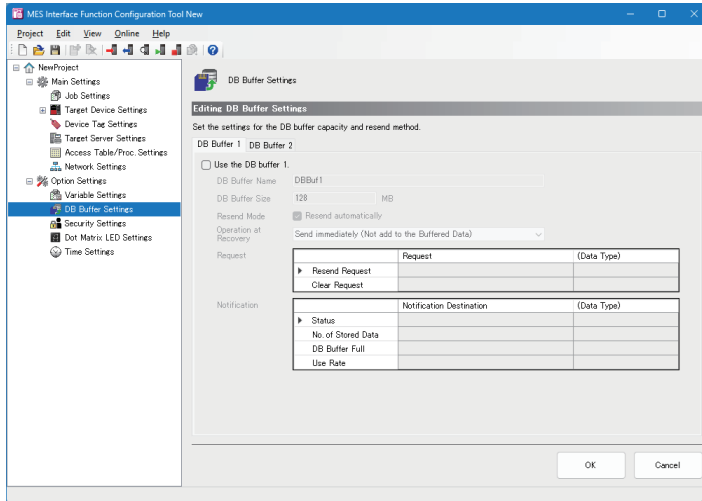 MES Interface Function Configuration Tool New
Project Edit View Online Help
NewProject
Main Settings
Job Settings
Target Device Settings
Device Tag Settings
Target Server Settings
Access Table/Proc. Settings
Network Settings
Option Settings
Variable Settings
DB Buffer Settings
Security Settings
Dot Matrix LED Settings
Time Settings
DB Buffer Settings
Editing DB Buffer Settings
Set the settings for the DB buffer capacity and resend method.
DB Buffer 1 DB Buffer 2
Use the DB buffer 1.
DB Buffer Name DBBuf1
DB Buffer Size 128 MB
Resend Mode Resend automatically
Operation at Recovery Send immediately (Not add to the Buffered Data)
Request Request (Data Type)
Resend Request
Clear Request
Notification Notification Destination (Data Type)
Status
No. of Stored Data
DB Buffer Full
Use Rate
OK Cancel